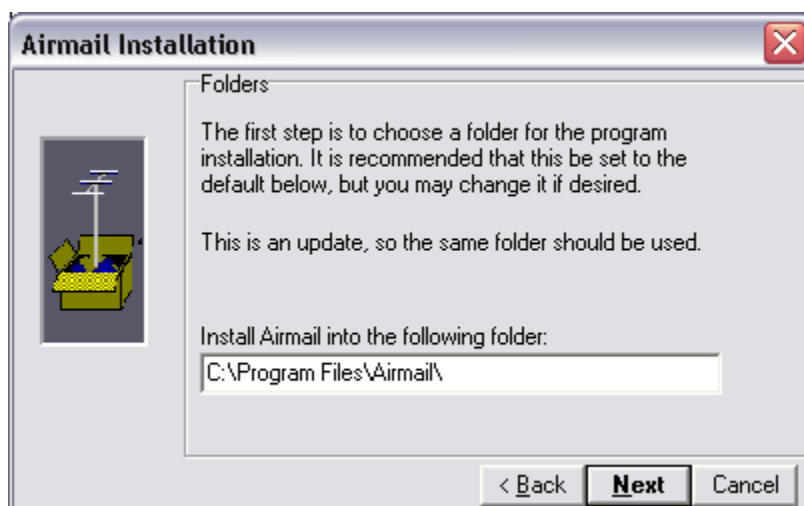 Airmail Installation
Folders
The first step is to choose a folder for the program
installation. It is recommended that this be set to the
default below, but you may change it if desired.
This is an update, so the same folder should be used.
Install Airmail into the following folder:
C:\Program Files\Airmail\
< Back Next Cancel